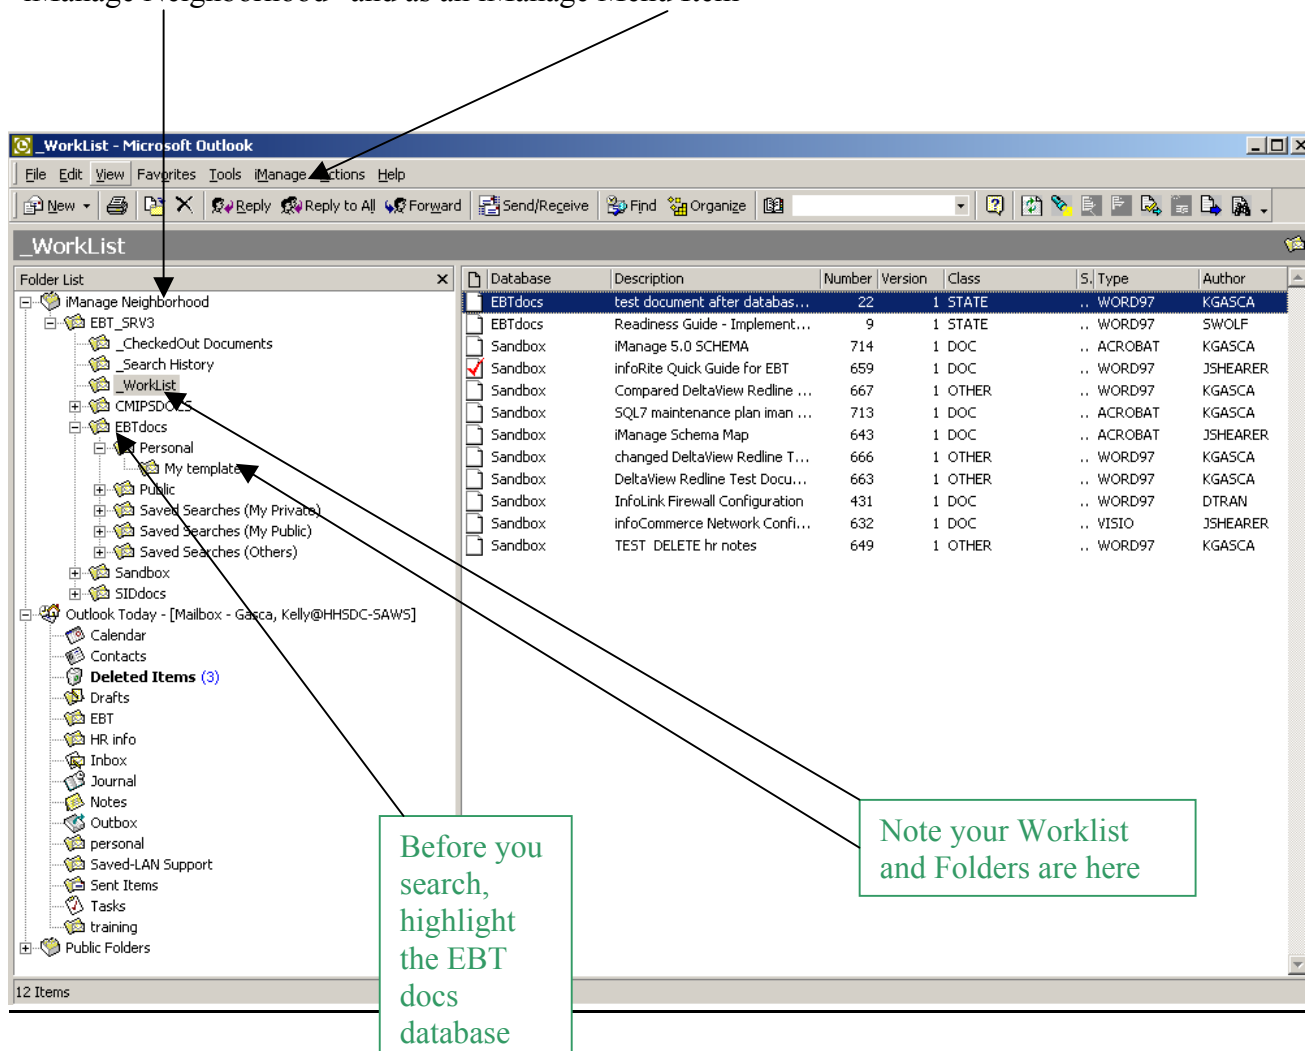 iManage Neighborhood" and as an iManage Menu Item
_WorkList - Microsoft Outlook
File Edit View Favorites Tools iManage Actions Help
New Reply Reply to All Forward Send/Receive Find Organize
_WorkList
Folder List
Database Description Number Version Class S. Type Author
iManage Neighborhood
EBT_SRV3
_CheckedOut Documents
_Search History
_WorkList
CMIPSDOCS
EBTdocs
Personal
My template
Public
Saved Searches (My Private)
Saved Searches (My Public)
Saved Searches (Others)
Sandbox
SIDdocs
Outlook Today - [Mailbox - Gasca, Kelly@HHSDC-SAWS]
Calendar
Contacts
Deleted Items (3)
Drafts
EBT
HR info
Inbox
Journal
Notes
Outbox
personal
Saved-LAN Support
Sent Items
Tasks
training
Public Folders
EBTdocs test document after databas... 22 1 STATE .. WORD97 KGASCA
EBTdocs Readiness Guide - Implement... 9 1 STATE .. WORD97 SWOLF
Sandbox iManage 5.0 SCHEMA 714 1 DOC .. ACROBAT KGASCA
Sandbox infoRite Quick Guide for EBT 659 1 DOC .. WORD97 JSHEARER
Sandbox Compared DeltaView Redline ... 667 1 OTHER .. WORD97 KGASCA
Sandbox SQL7 maintenance plan iman ... 713 1 DOC .. ACROBAT KGASCA
Sandbox iManage Schema Map 643 1 DOC .. ACROBAT JSHEARER
Sandbox changed DeltaView Redline T... 666 1 OTHER .. WORD97 KGASCA
Sandbox DeltaView Redline Test Docu... 663 1 OTHER .. WORD97 KGASCA
Sandbox InfoLink Firewall Configuration 431 1 DOC .. WORD97 DTRAN
Sandbox infoCommerce Network Confi... 632 1 DOC .. VISIO JSHEARER
Sandbox TEST DELETE hr notes 649 1 OTHER .. WORD97 KGASCA
Before you
search,
highlight
the EBT
docs
database
Note your Worklist
and Folders are here
12 Items